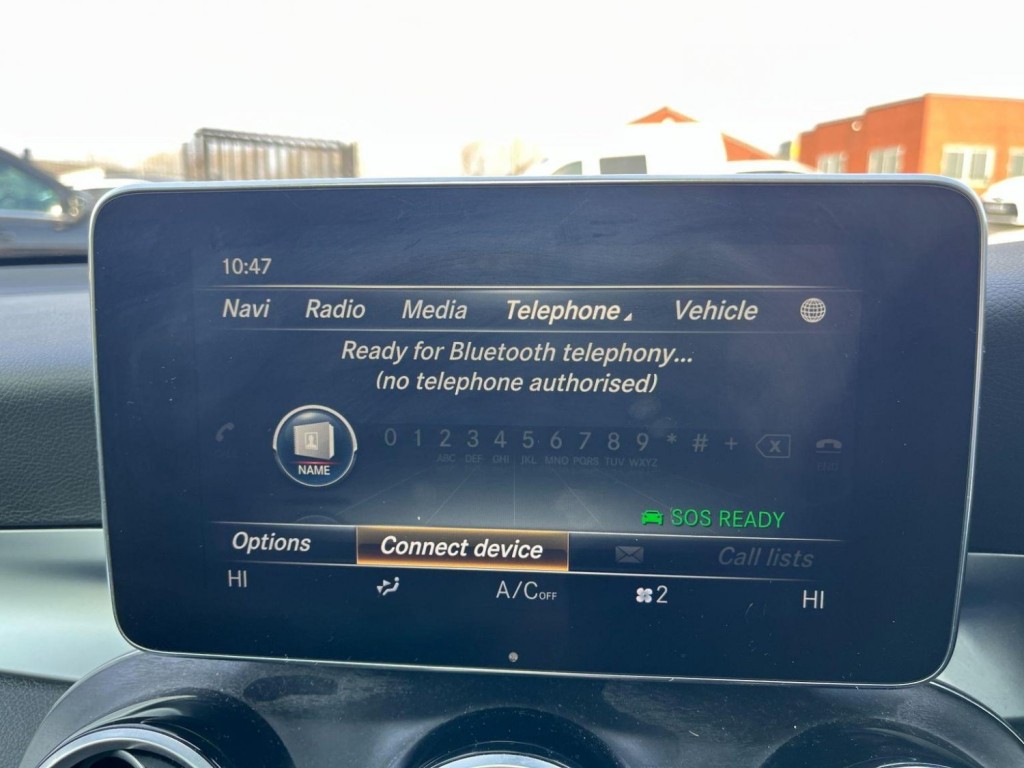 10:47
Navi Radio Media Telephone Vehicle
Ready for Bluetooth telephony...
(no telephone authorised)
NAME
0 1 2 3 4 5 6 7 8 9 * # +
ABC DEF GHI JKL MNO PQRS TUV WXYZ
SOS READY
Options Connect device Call lists
HI A/C OFF 2 HI